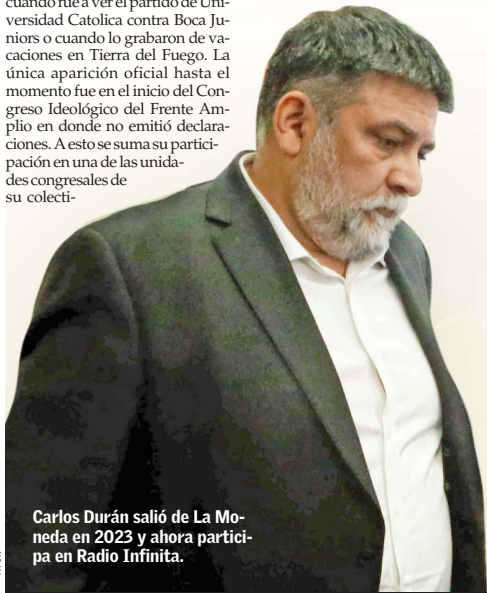 cuando fue a ver el partido de Uni-
versidad Catolica contra Boca Ju-
niors o cuando lo grabaron de va-
caciones en Tierra del Fuego. La
única aparición oficial hasta el
momento fue en el inicio del Con-
greso Ideológico del Frente Am-
plio en donde no emitió declara-
ciones. A esto se suma su partici-
pación en una de las unida-
des congresales de
su colecti-
Carlos Durán salió de La Mo-
neda en 2023 y ahora partici-
pa en Radio Infinita.